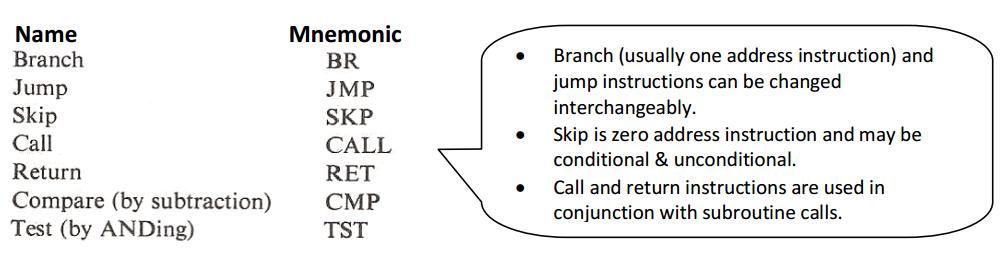 Name Mnemonic
Branch BR
Jump JMP
Skip SKP
Call CALL
Return RET
Compare (by subtraction) CMP
Test (by ANDing) TST
• Branch (usually one address instruction) and
jump instructions can be changed
interchangeably.
• Skip is zero address instruction and may be
conditional & unconditional.
• Call and return instructions are used in
conjunction with subroutine calls.